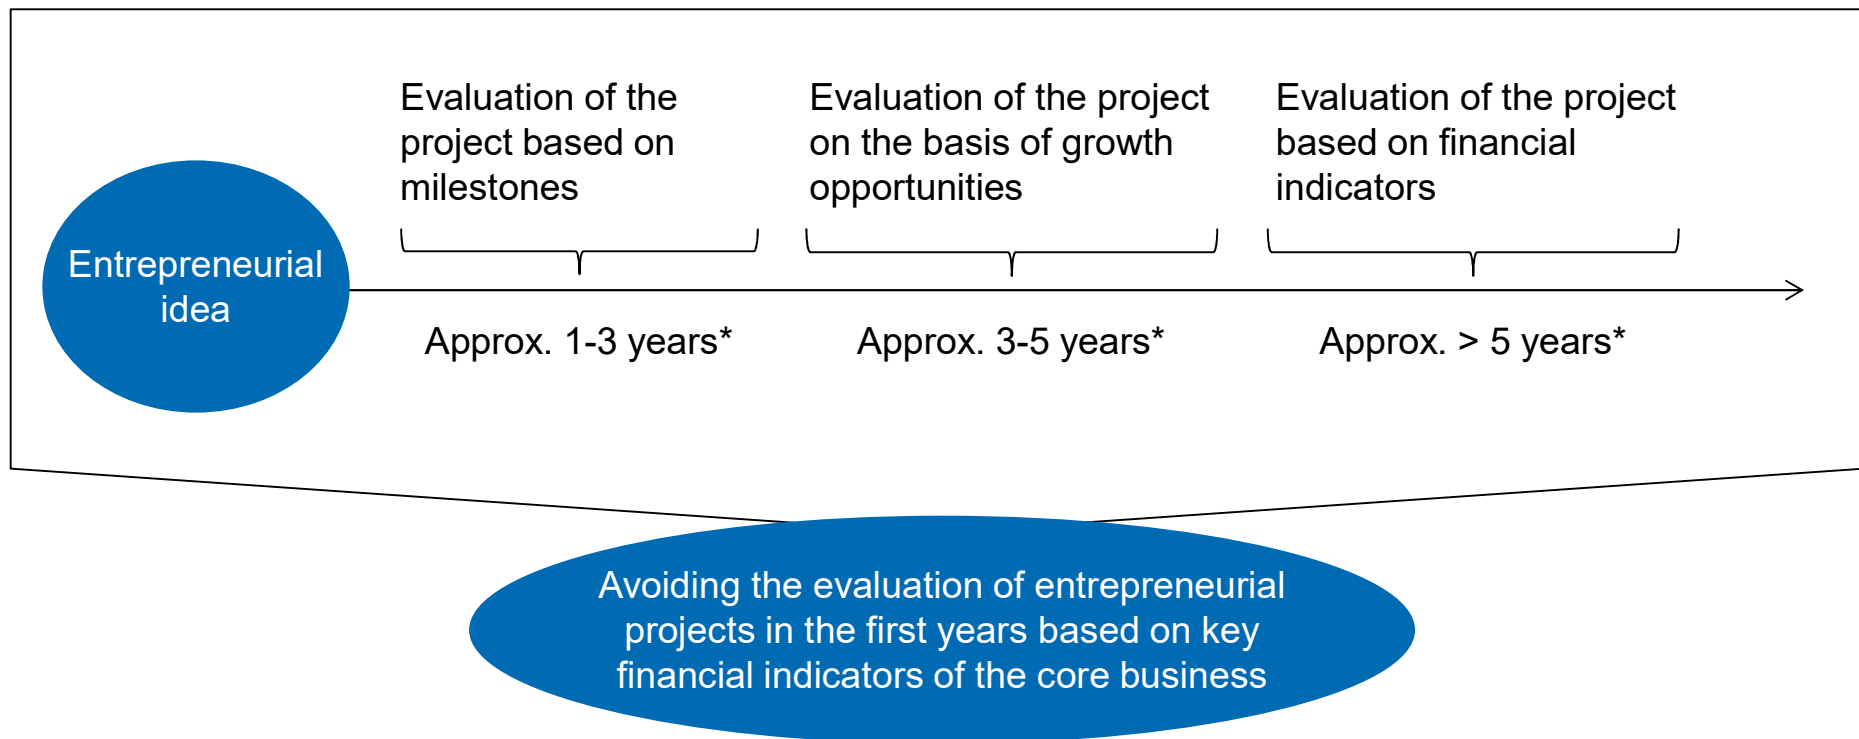 Evaluation of the
project based on
milestones
Evaluation of the project
on the basis of growth
opportunities
Evaluation of the project
based on financial
indicators
Entrepreneurial
idea
Approx. 1-3 years*
Approx. 3-5 years*
Approx. > 5 years*
Avoiding the evaluation of entrepreneurial
projects in the first years based on key
financial indicators of the core business